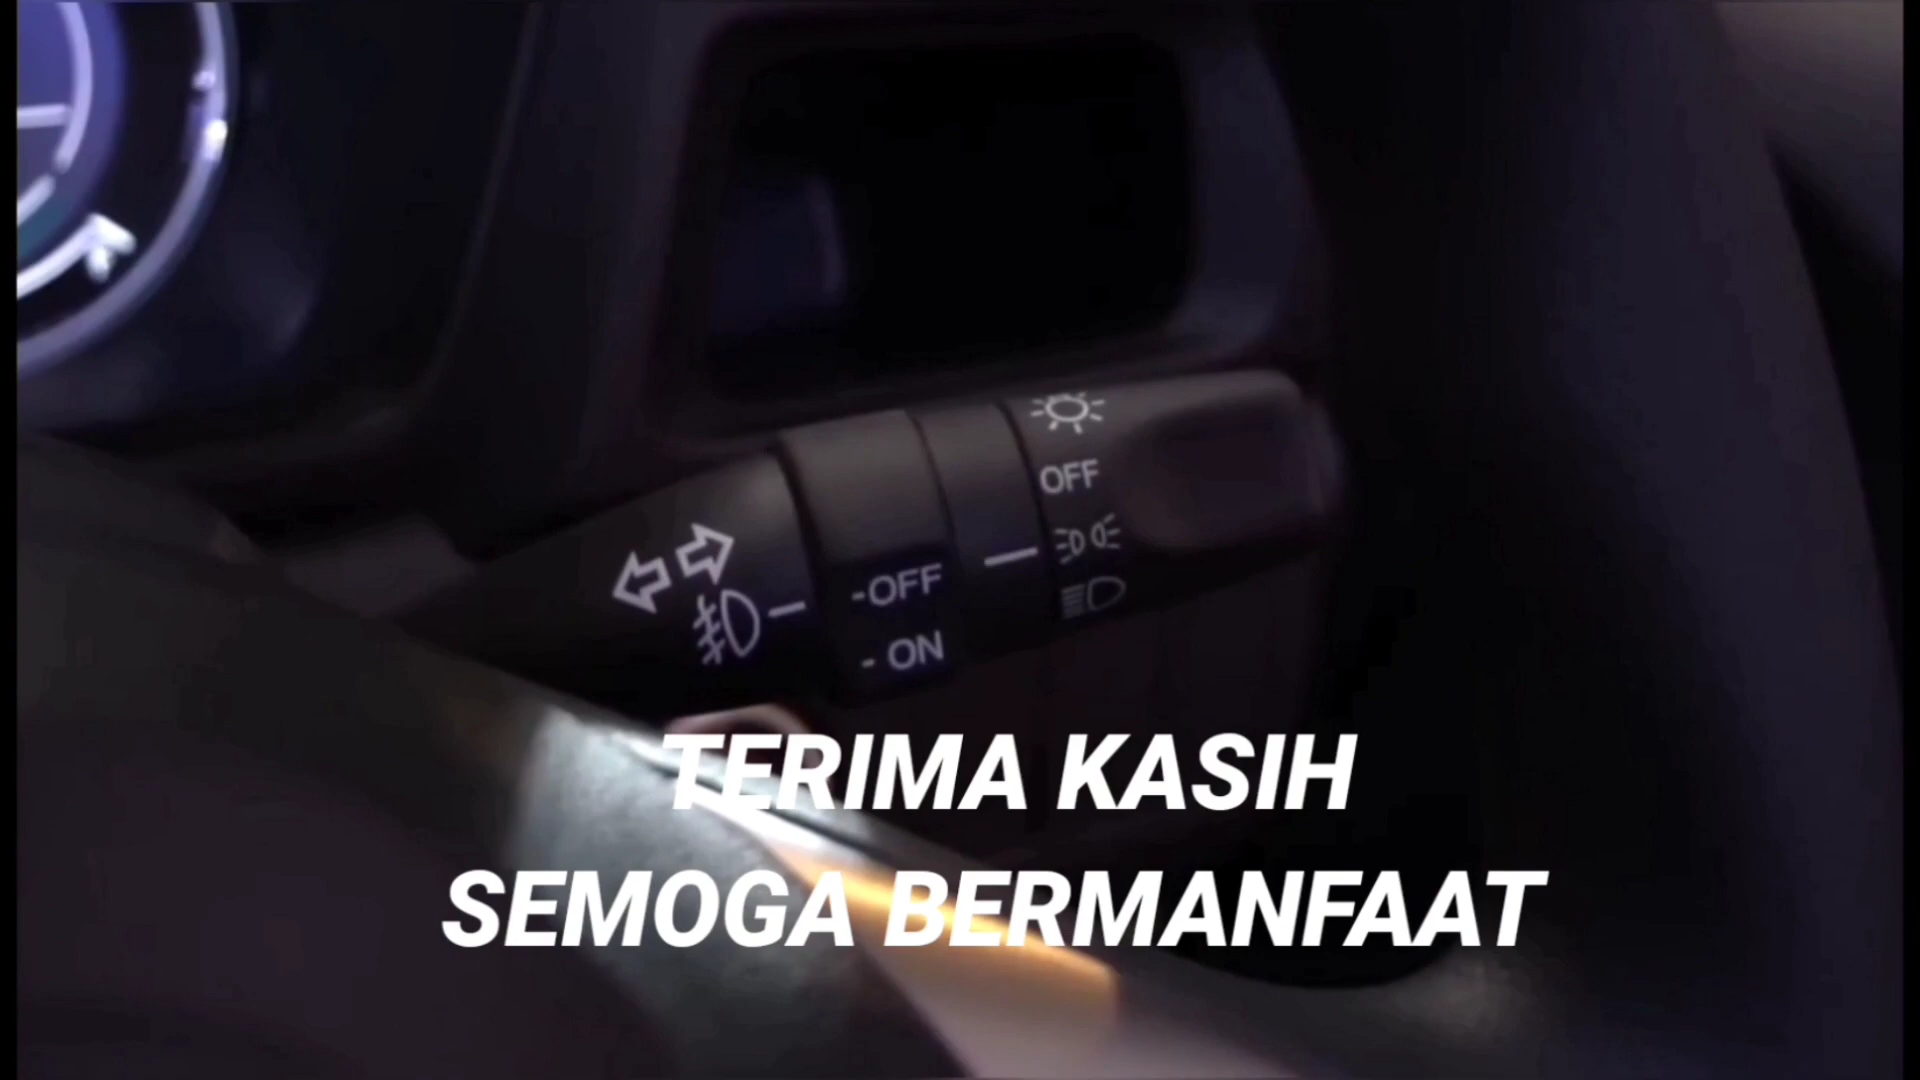 OFF
-OFF
- ON
TERIMA KASIH
SEMOGA BERMANFAAT